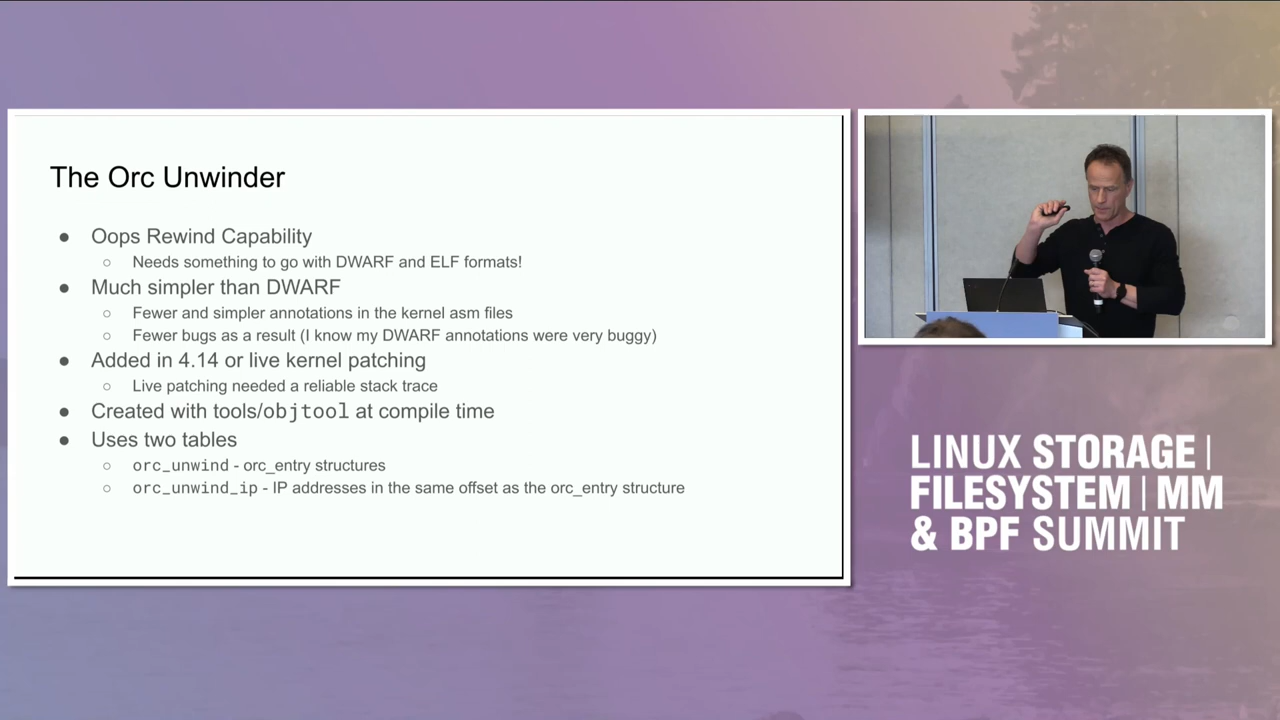 The Orc Unwinder
● Oops Rewind Capability
○ Needs something to go with DWARF and ELF formats!
● Much simpler than DWARF
○ Fewer and simpler annotations in the kernel asm files
○ Fewer bugs as a result (I know my DWARF annotations were very buggy)
● Added in 4.14 or live kernel patching
○ Live patching needed a reliable stack trace
● Created with tools/objtool at compile time
● Uses two tables
○ orc_unwind - orc_entry structures
○ orc_unwind_ip - IP addresses in the same offset as the orc_entry structure
LINUX STORAGE |
FILESYSTEM | MM
& BPF SUMMIT